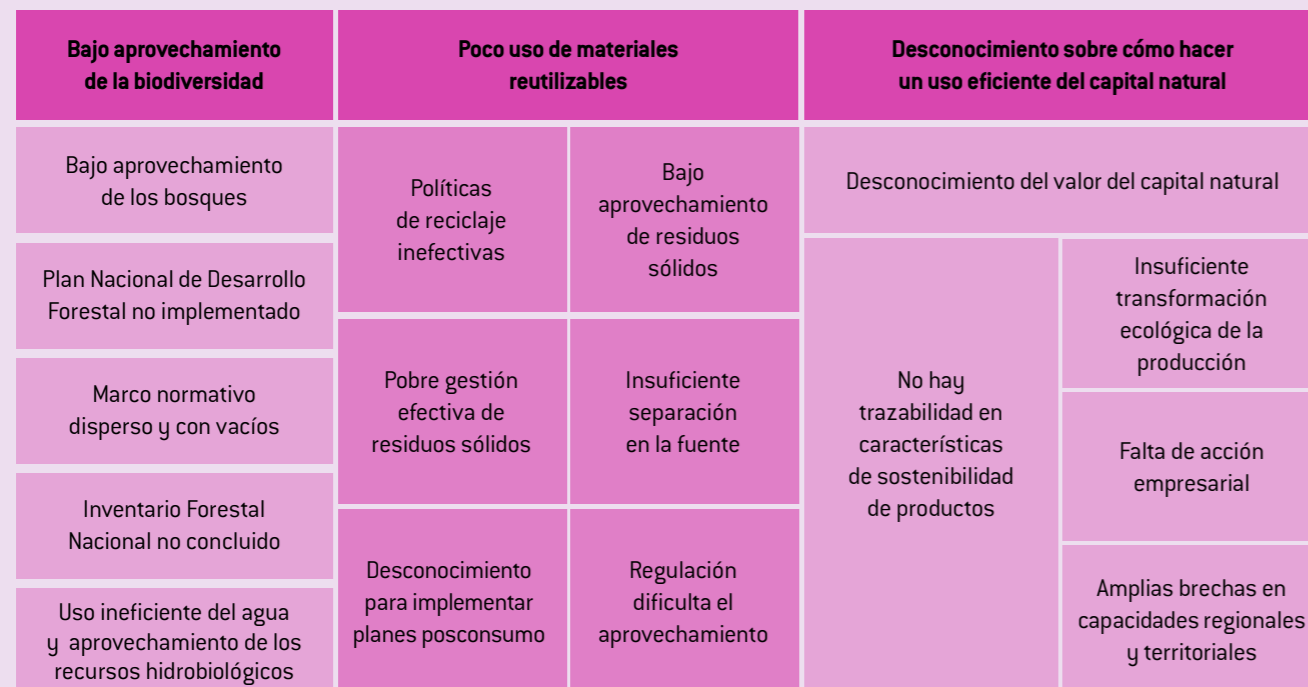 Bajo aprovechamiento
de la biodiversidad
Bajo aprovechamiento
de los bosques
Plan Nacional de Desarrollo
Forestal no implementado
Marco normativo
disperso y con vacíos
Inventario Forestal
Nacional no concluido
Uso ineficiente del agua
y aprovechamiento de los
recursos hidrobiológicos
Poco uso de materiales
reutilizables
Políticas
de reciclaje
inefectivas
Bajo
aprovechamiento
de residuos
sólidos
Pobre gestión
efectiva de
residuos sólidos
Insuficiente
separación
en la fuente
Desconocimiento
para implementar
planes posconsumo
Regulación
dificulta el
aprovechamiento
Desconocimiento sobre cómo hacer
un uso eficiente del capital natural
Desconocimiento del valor del capital natural
No hay
trazabilidad en
características
de sostenibilidad
de productos
Insuficiente
transformación
ecológica de la
producción
Falta de acción
empresarial
Amplias brechas en
capacidades regionales
y territoriales